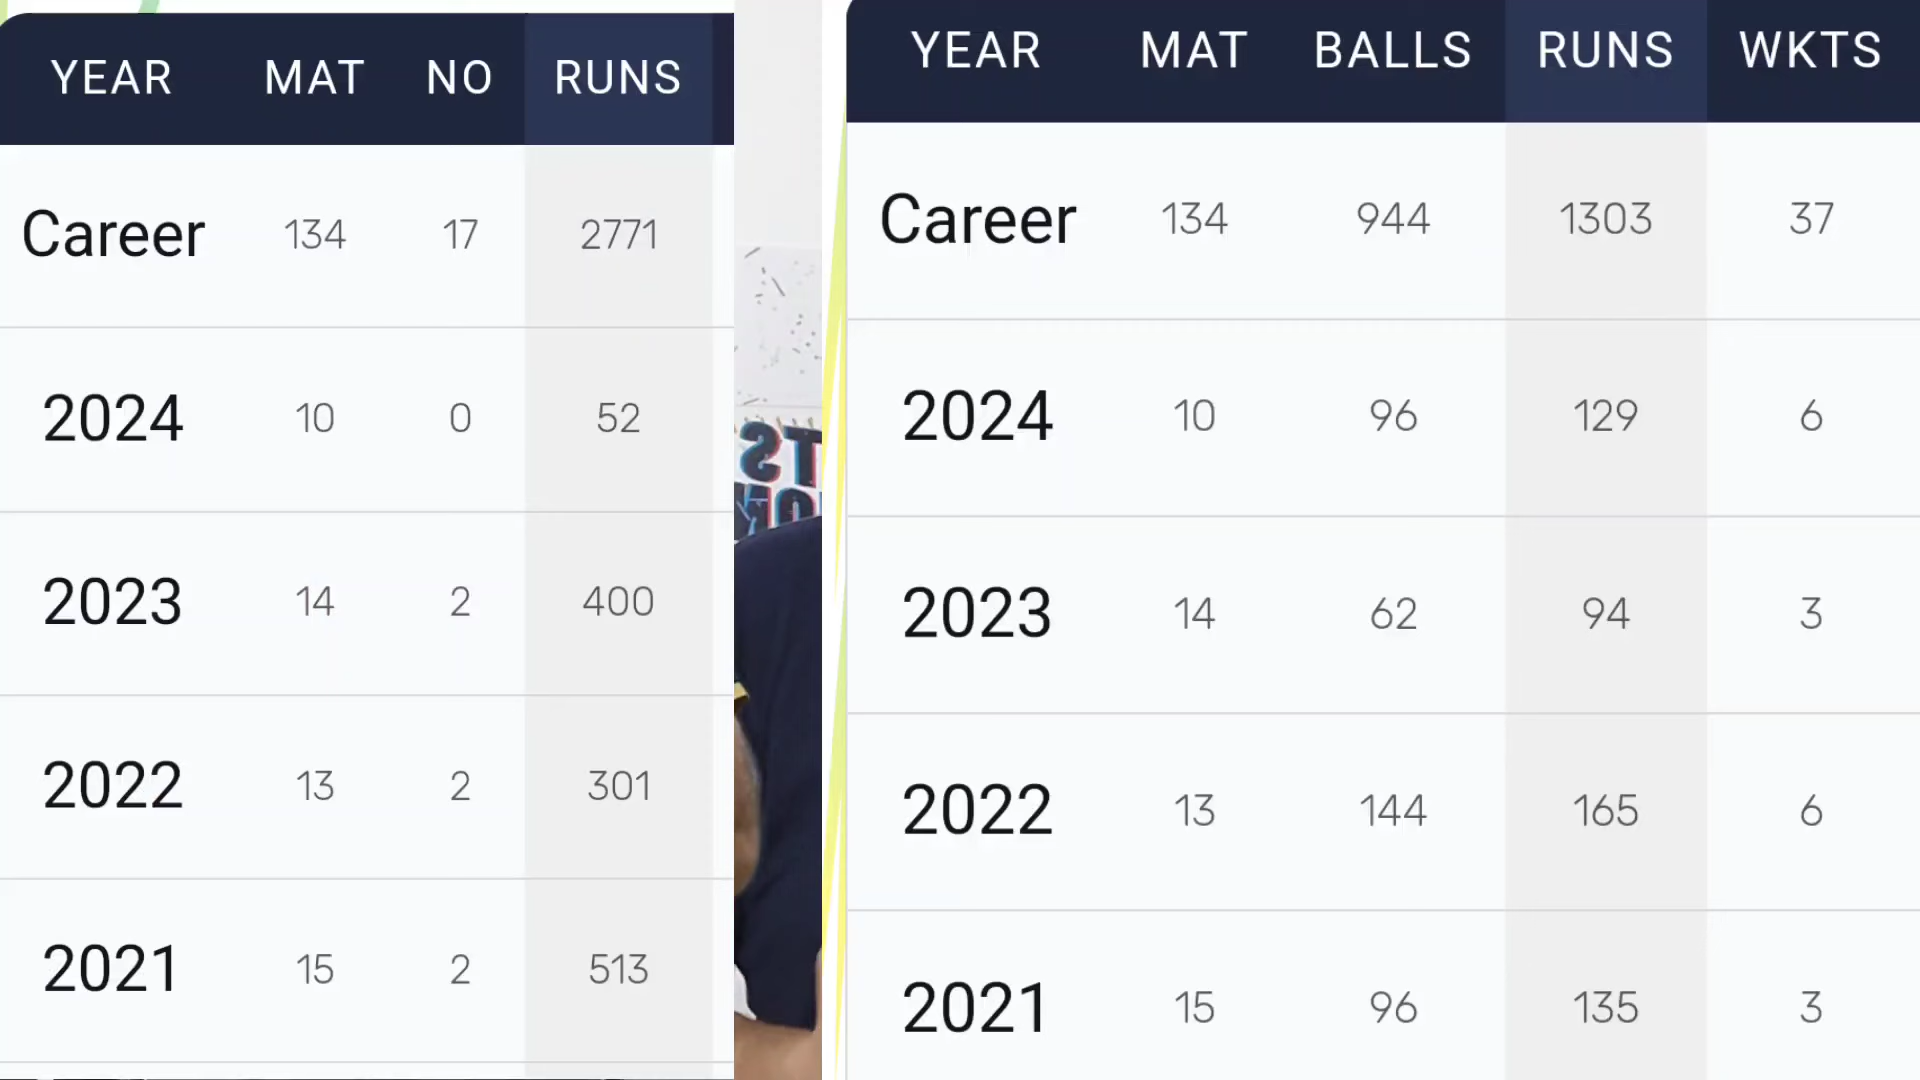 YEAR MAT NO RUNS
Career 134 17 2771
2024 10 0 52
2023 14 2 400
2022 13 2 301
2021 15 2 513
YEAR MAT BALLS RUNS WKTS
Career 134 944 1303 37
2024 10 96 129 6
2023 14 62 94 3
2022 13 144 165 6
2021 15 96 135 3